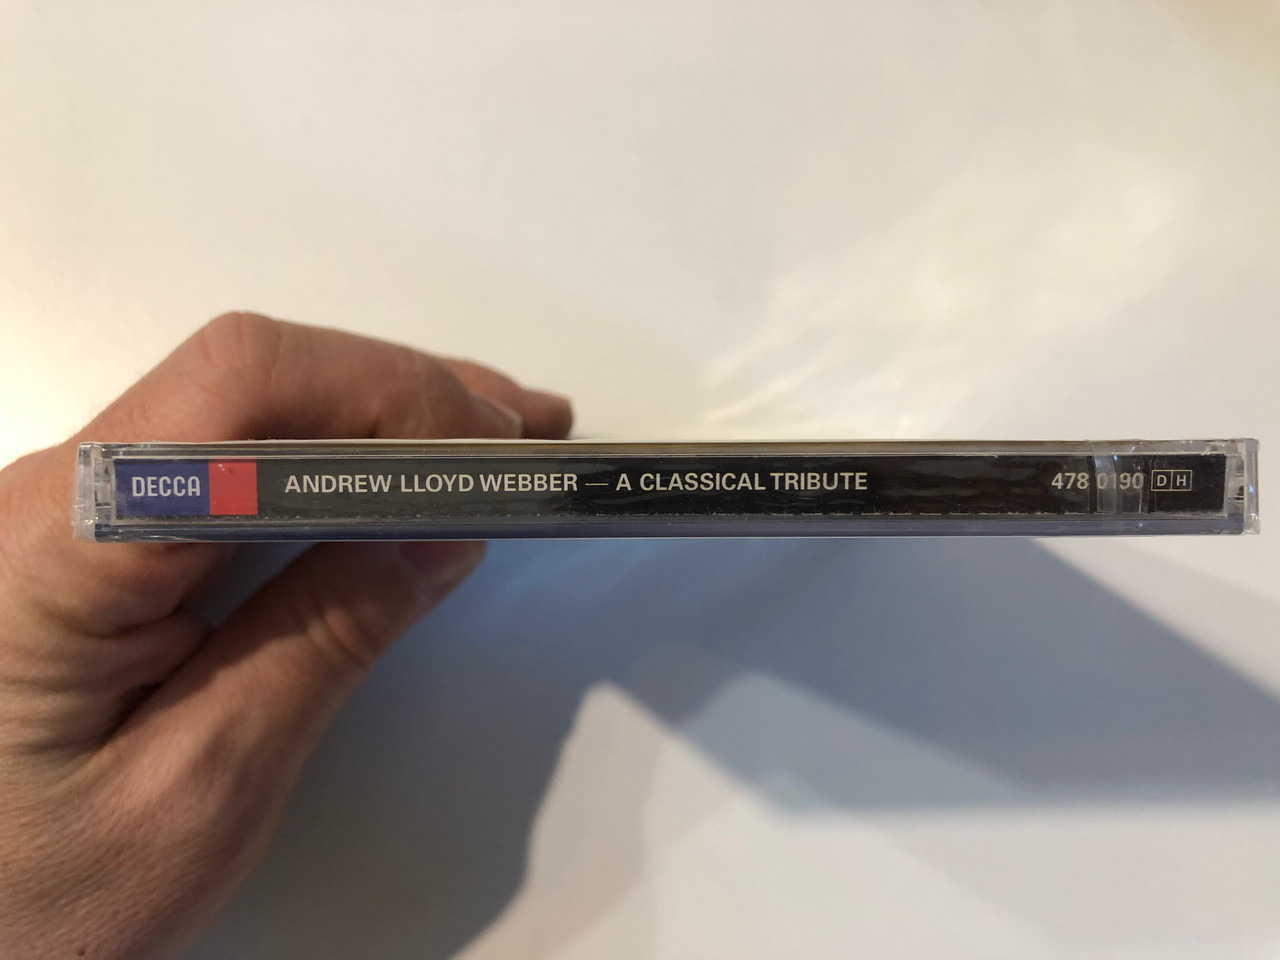 DECCA ANDREW LLOYD WEBBER — A CLASSICAL TRIBUTE 478 0190 DH